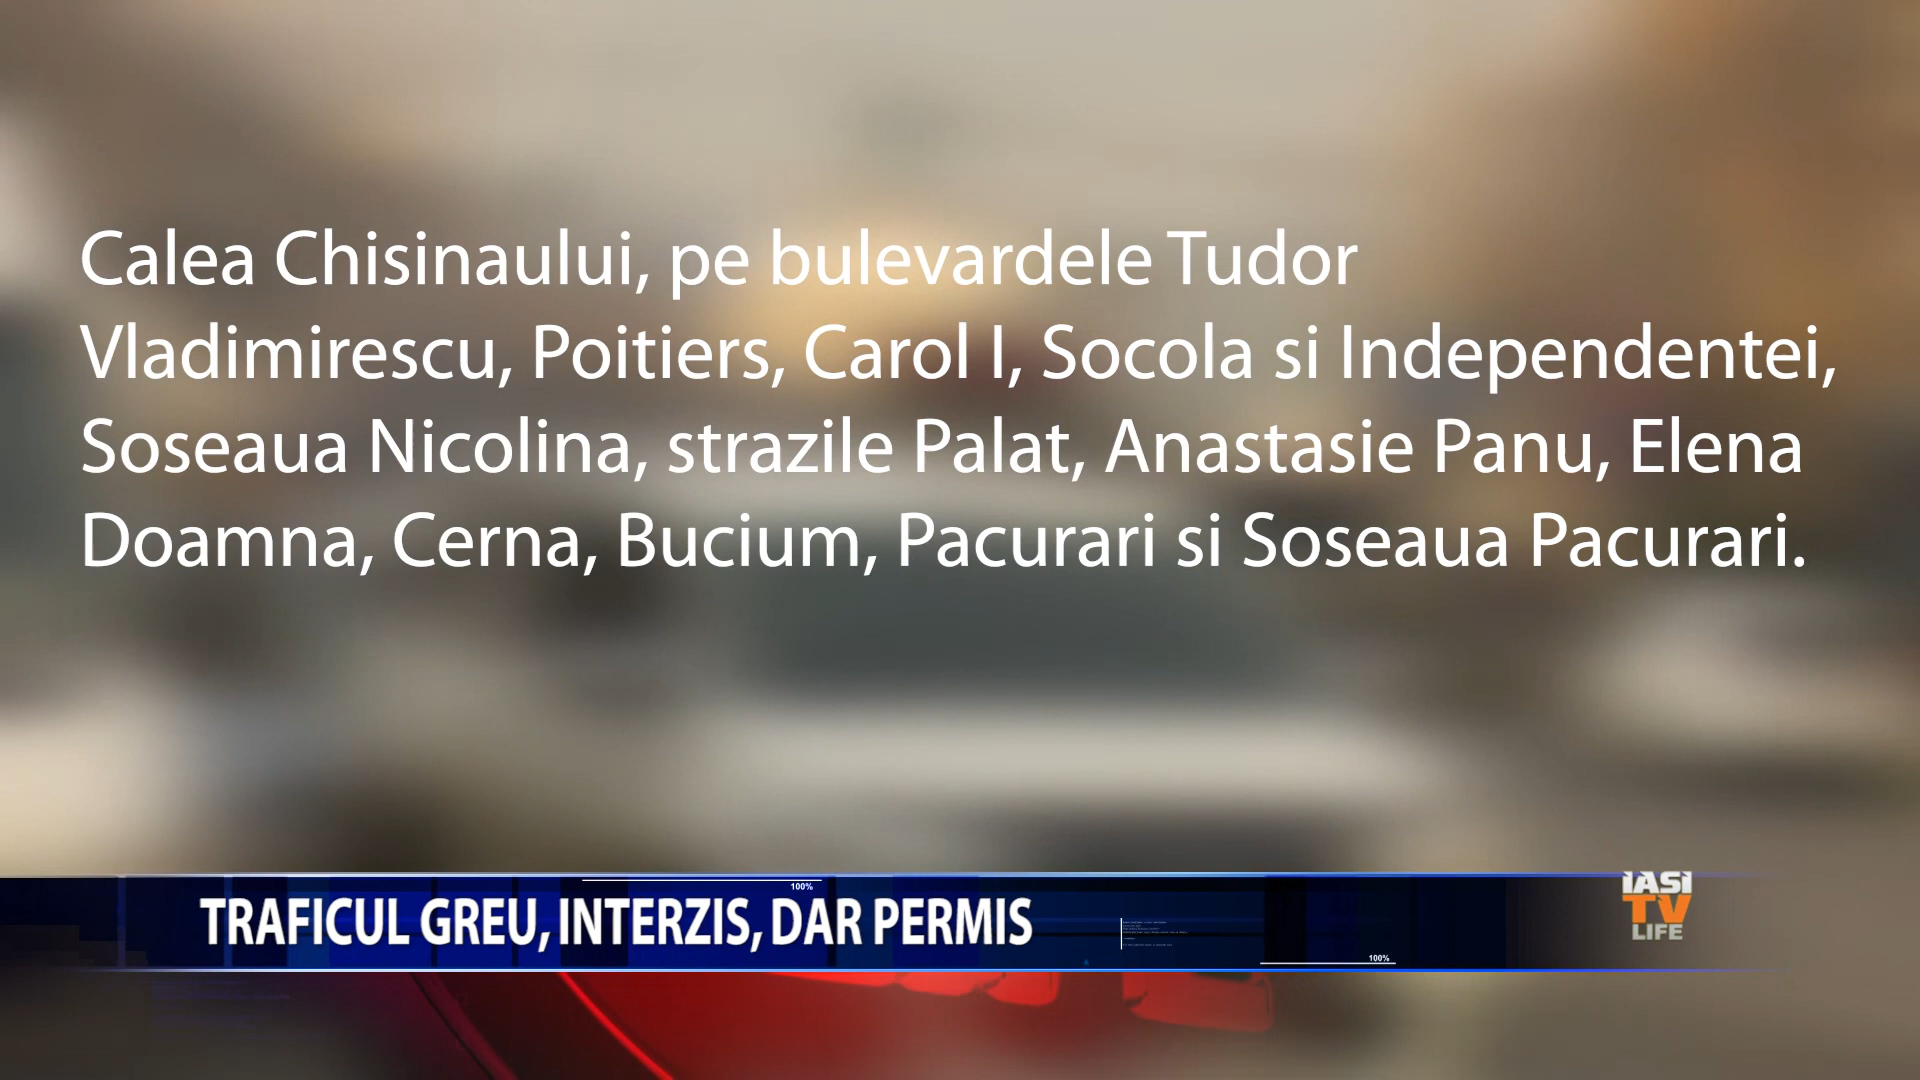 Calea Chisinaului, pe bulevardele Tudor
Vladimirescu, Poitiers, Carol I, Socola si Independentei,
Soseaua Nicolina, strazile Palat, Anastasie Panu, Elena
Doamna, Cerna, Bucium, Pacurari si Soseaua Pacurari.
100%
TRAFICUL GREU, INTERZIS, DAR PERMIS
100%
IASI
TV
LIFE